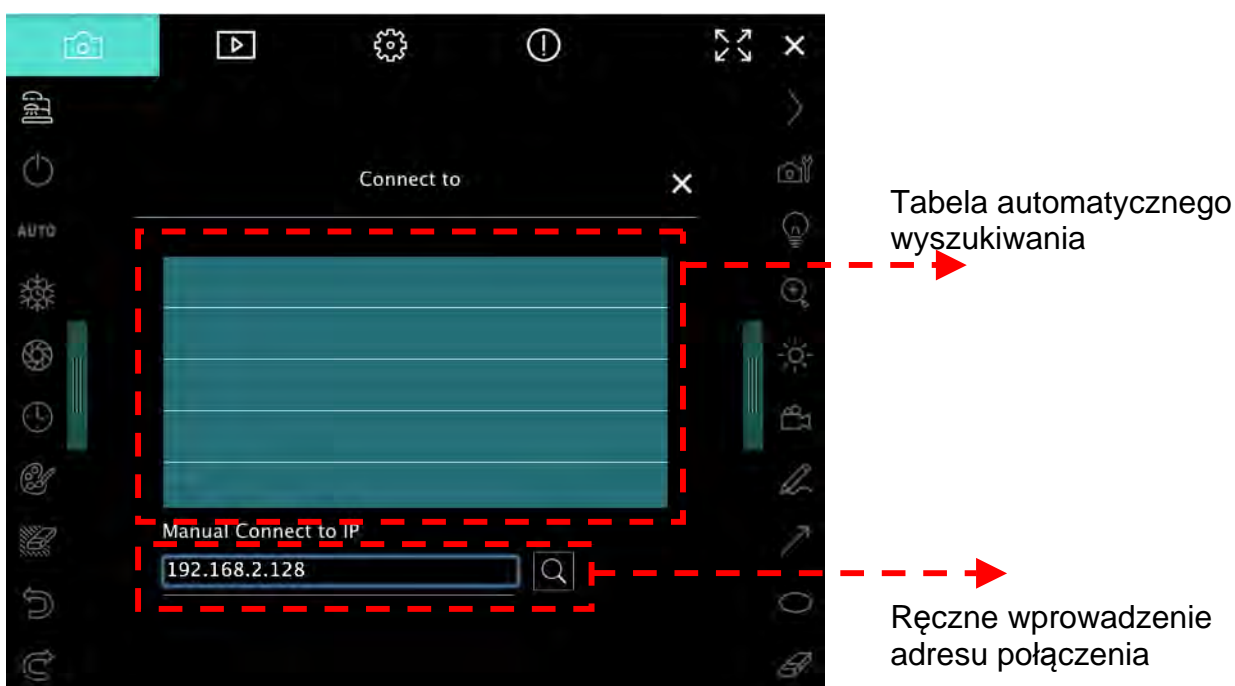 Connect to
AUTO
Tabela automatycznego
wyszukiwania
Manual Connect to IP
192.168.2.128
Ręczne wprowadzenie
adresu połączenia